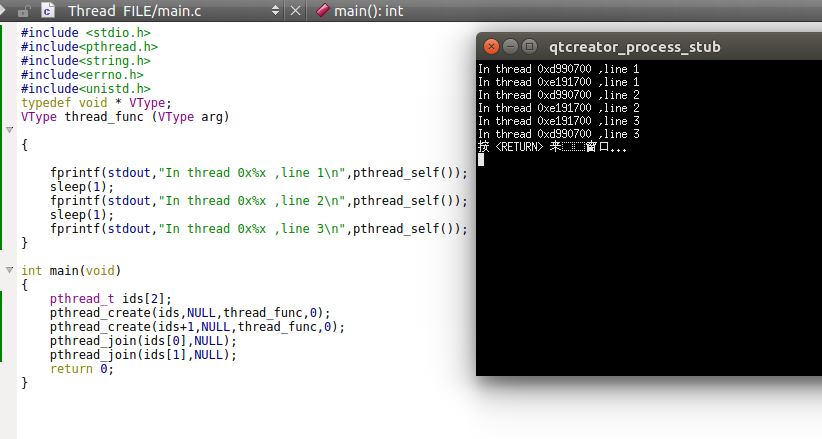 Thread FILE/main.c
main(): int
#include <stdio.h>
#include<pthread.h>
#include<string.h>
#include<errno.h>
#include<unistd.h>
typedef void * VType;
VType thread_func (VType arg)
{
fprintf(stdout,"In thread 0x%x ,line 1\n",pthread_self());
sleep(1);
fprintf(stdout,"In thread 0x%x ,line 2\n",pthread_self());
sleep(1);
fprintf(stdout,"In thread 0x%x ,line 3\n",pthread_self());
}
int main(void)
{
pthread_t ids[2];
pthread_create(ids,NULL,thread_func,0);
pthread_create(ids+1,NULL,thread_func,0);
pthread_join(ids[0],NULL);
pthread_join(ids[1],NULL);
return 0;
}
qtcreator_process_stub
In thread 0xd990700 ,line 1
In thread 0xe191700 ,line 1
In thread 0xd990700 ,line 2
In thread 0xe191700 ,line 2
In thread 0xe191700 ,line 3
In thread 0xd990700 ,line 3
按 <RETURN> 来窗口...